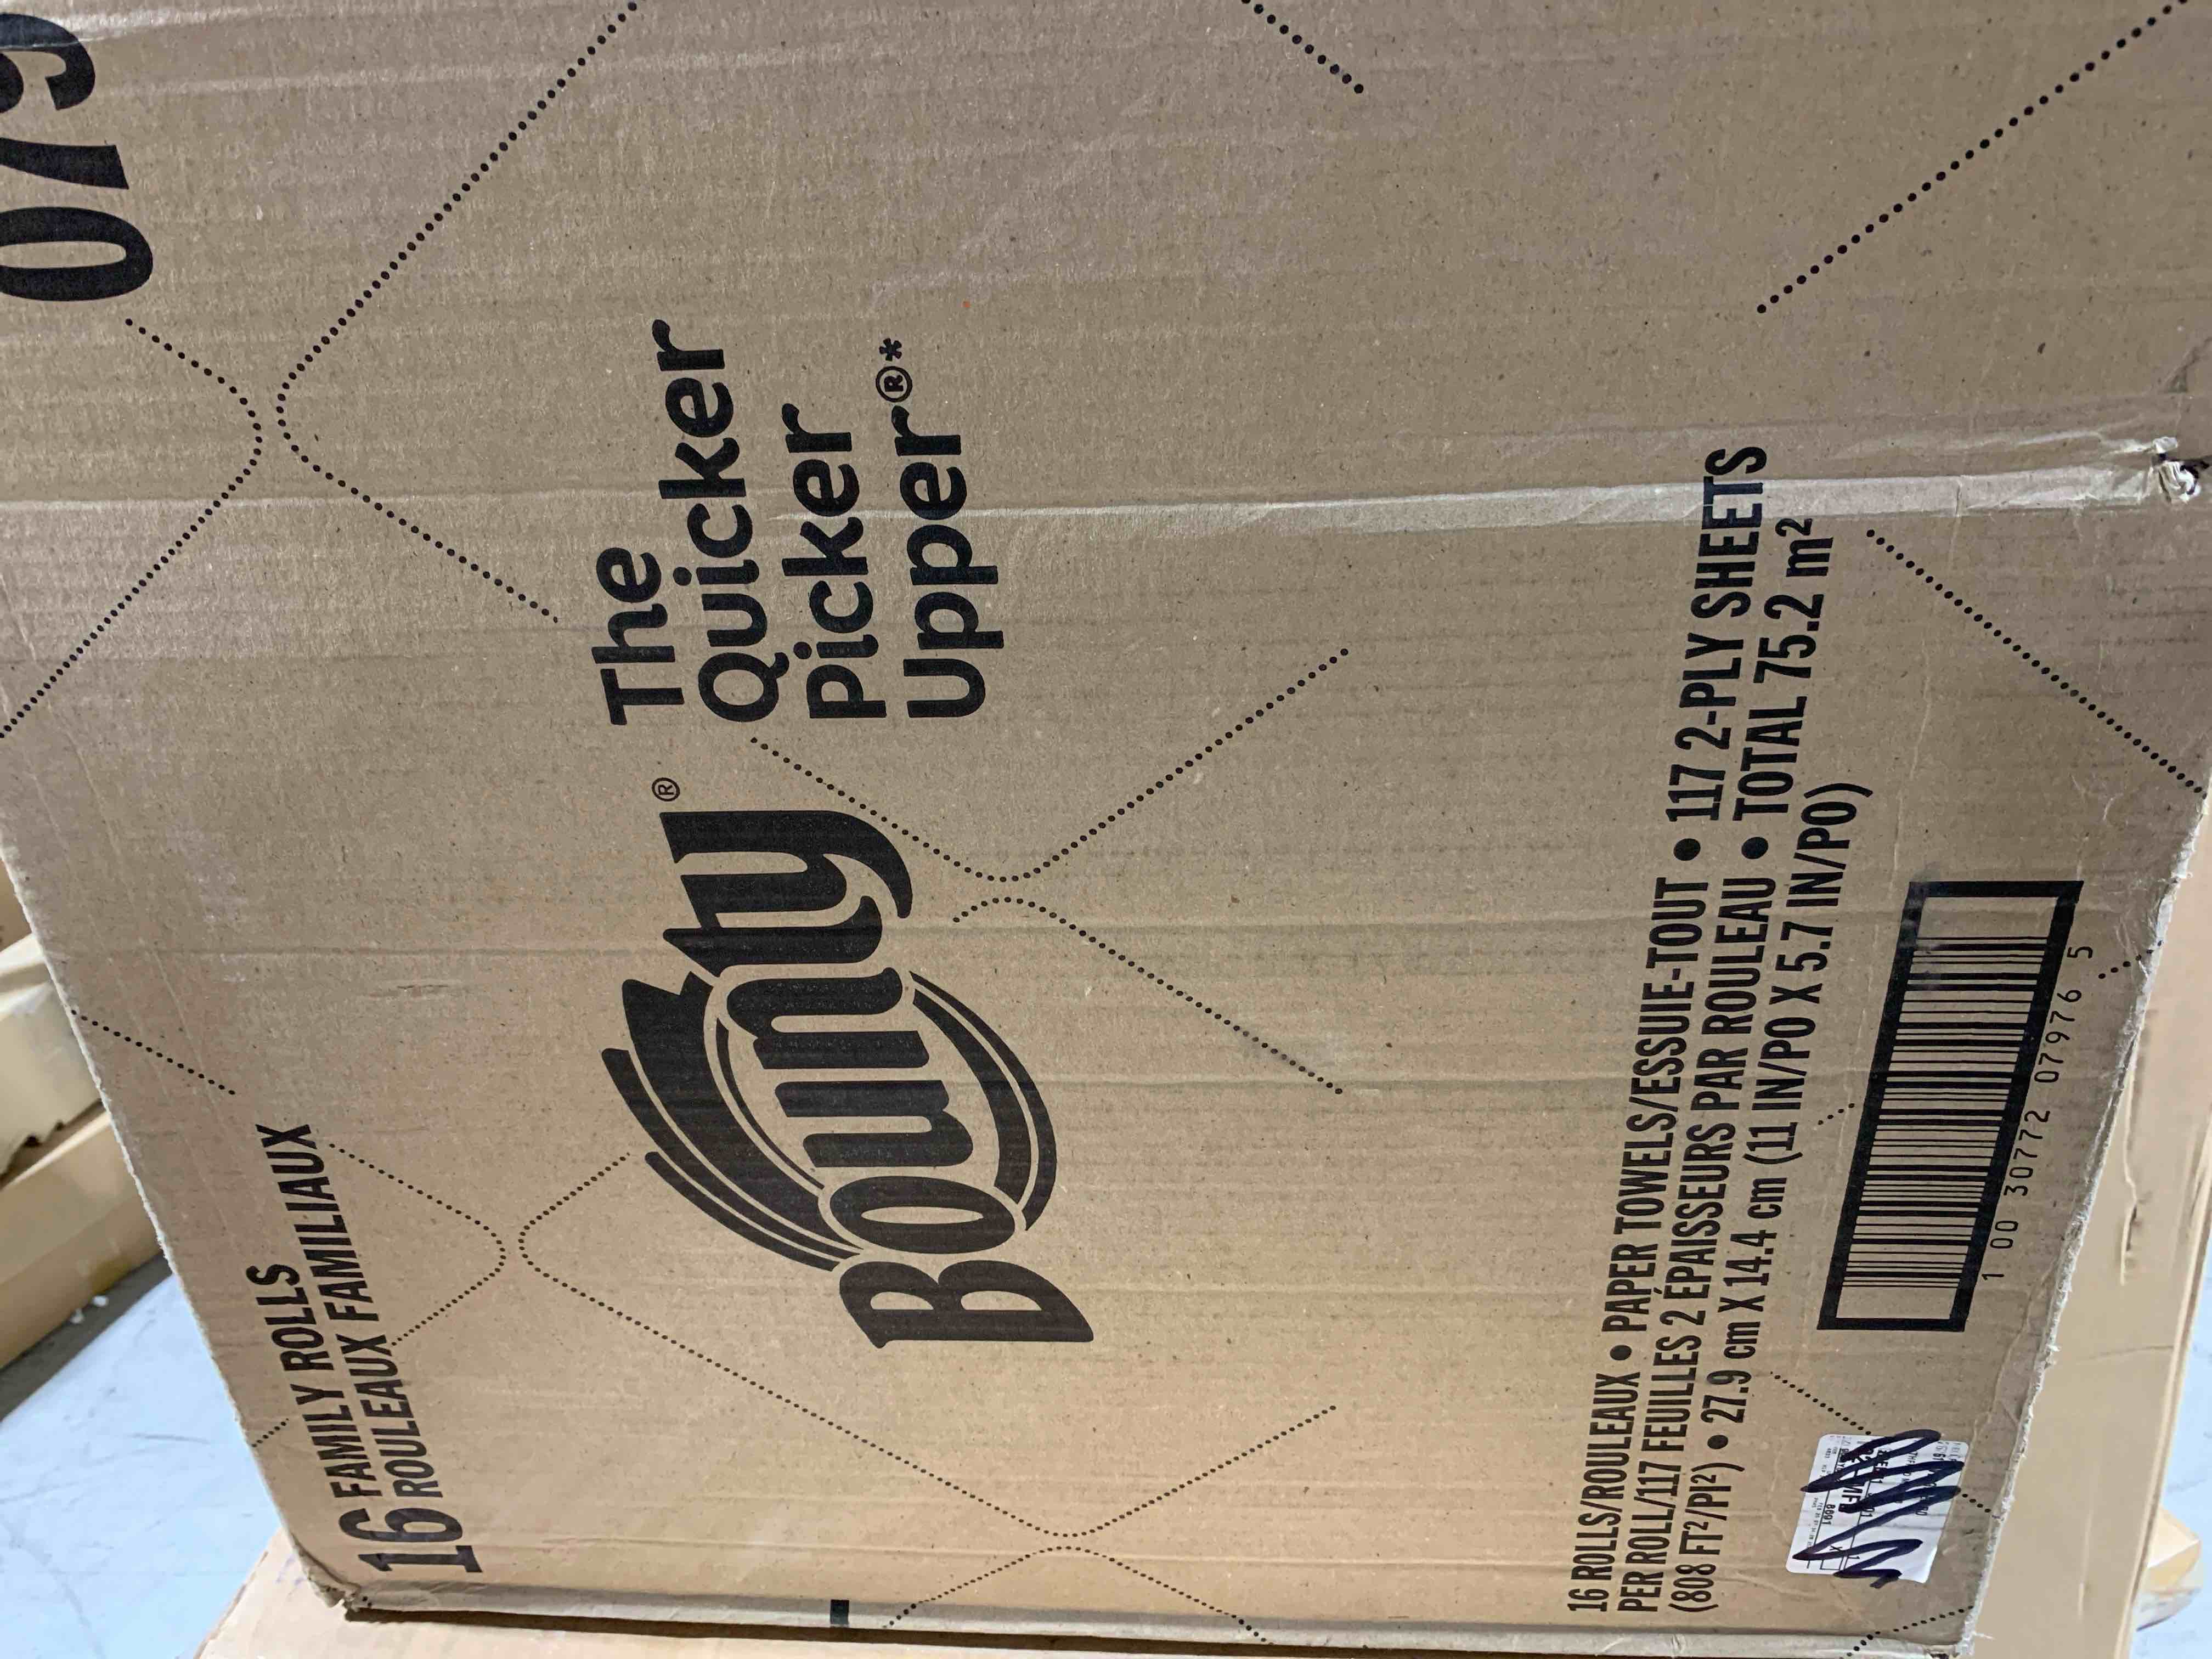 079
16 FAMILY ROLLS
ROULEAUX FAMILIAUX
Bounty®
The
Quicker
Picker
Upper®*
16 ROLLS/ROULEAUX • PAPER TOWELS/ESSUIE-TOUT • 117 2-PLY SHEETS
PER ROLL/117 FEUILLES 2 ÉPAISSEURS PAR ROULEAU • TOTAL 75.2 m²
(808 FT²/PI²) • 27.9 cm X 14.4 cm (11 IN/PO X 5.7 IN/PO)
1 00 30772 07976 5